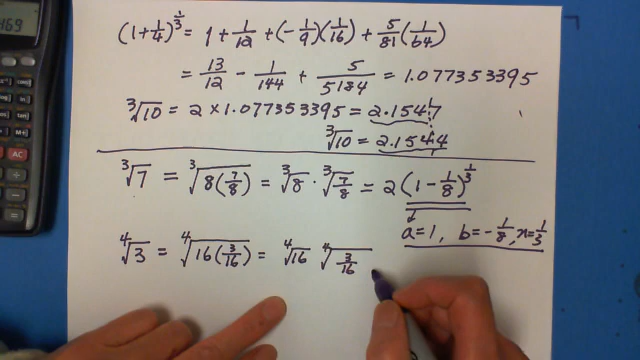 169
(1+1/4)^1/3 = 1 + 1/12 + (-1/9)(1/16) + 5/81(1/64)
= 13/12 - 1/144 + 5/5184 = 1.077353395
∛10 = 2 × 1.077353395 = 2.1547
∛10 = 2.1544
∛7 = ∛8(7/8) = ∛8 · ∛7/8 = 2(1 - 1/8)^1/3
a=1, b=-1/8, n=1/3
∜3 = ∜16(3/16) = ∜16 ∜3/16